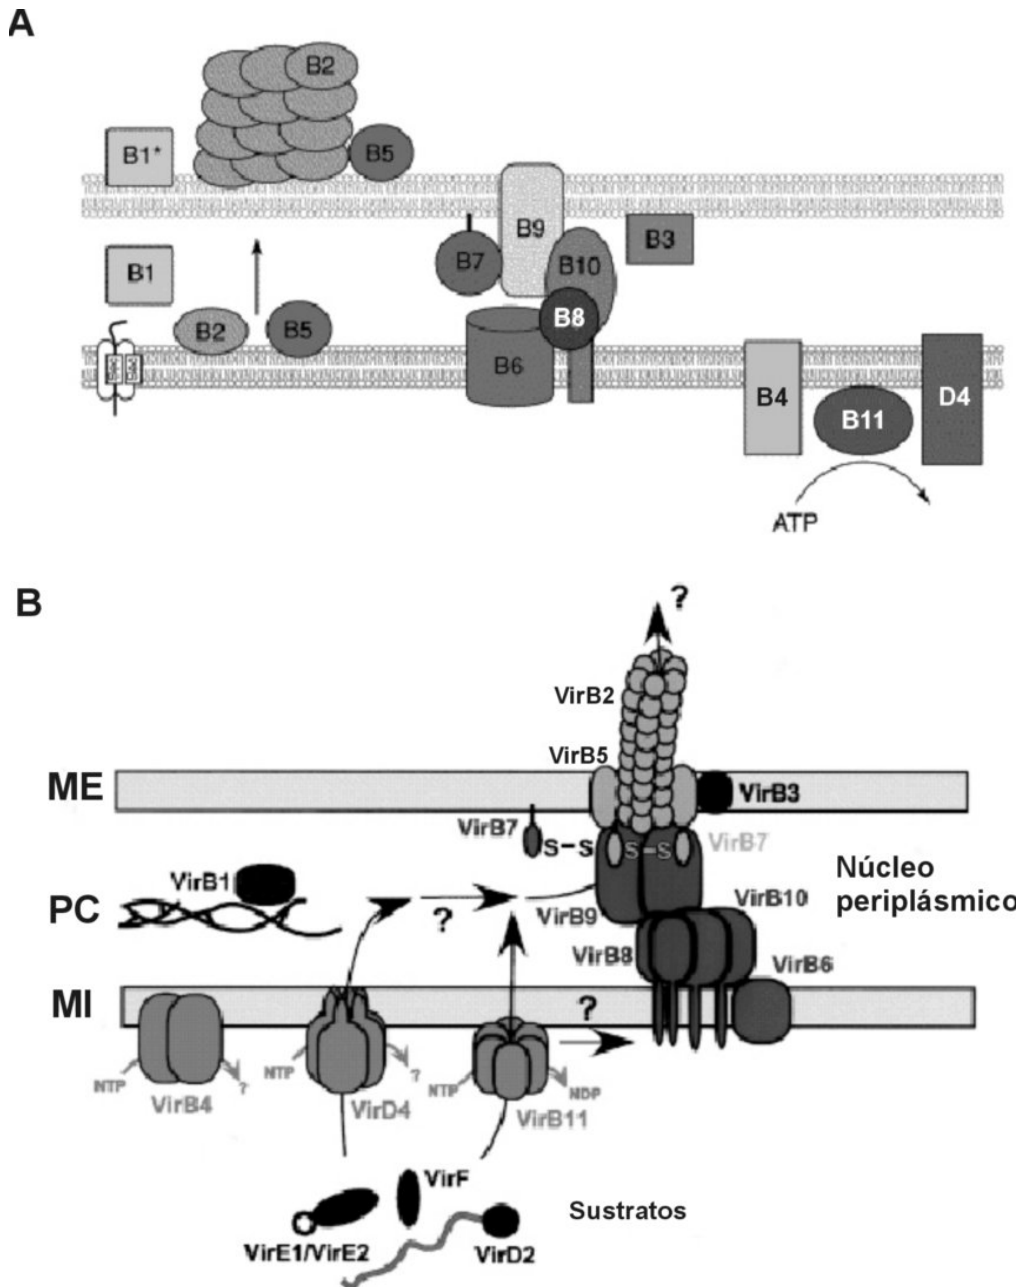 A
B2
B1*
B5
B9
B3
B7
B10
B1
B8
B2
B5
B6
B4
B11
D4
ATP
B
?
VirB2
VirB5
ME
VirB3
VirB7
S-S
S-S
VirB7
Núcleo
periplásmico
VirB1
VirB10
PC
?
VirB9
VirB8
VirB6
MI
?
NTP
?
NTP
?
NTP
NDP
VirB4
VirD4
VirB11
VirF
Sustratos
VirE1/VirE2
VirD2